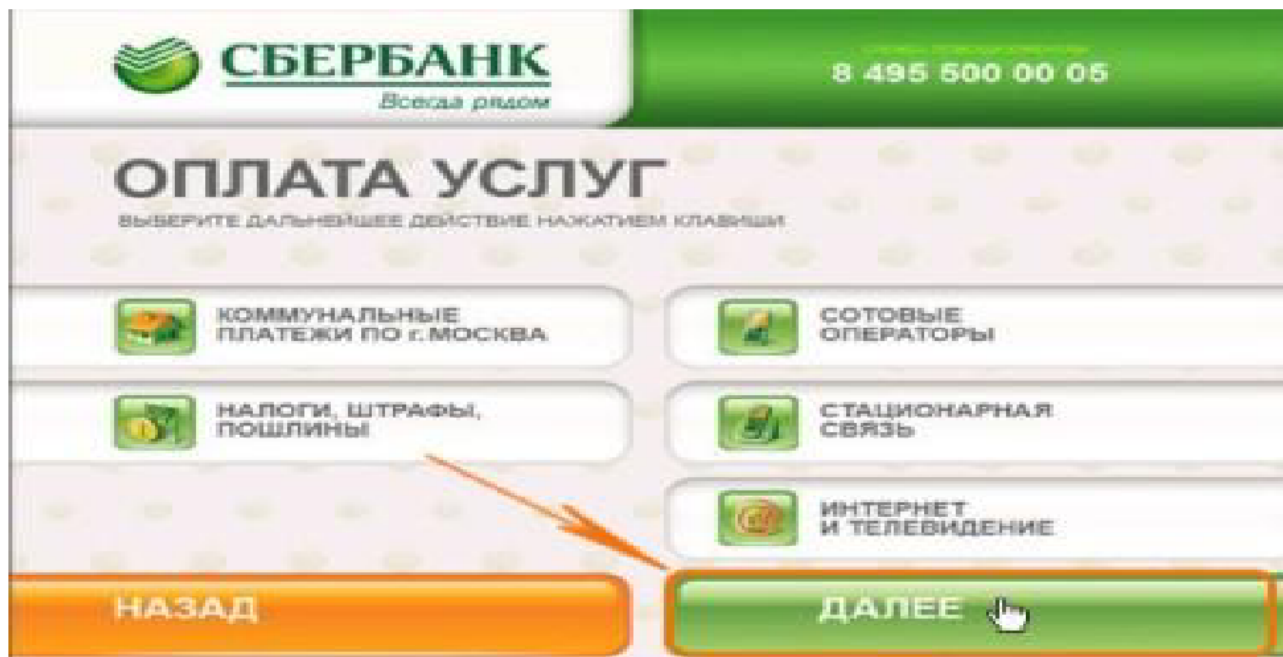 СБЕРБАНК
Всегда рядом
8 495 500 00 05
ОПЛАТА УСЛУГ
ВЫБЕРИТЕ ДАЛЬНЕЙШЕЕ ДЕЙСТВИЕ НАЖАТИЕМ КЛАВИШИ
КОММУНАЛЬНЫЕ
ПЛАТЕЖИ ПО г. МОСКВА
НАЛОГИ, ШТРАФЫ,
ПОШЛИНЫ
СОТОВЫЕ
ОПЕРАТОРЫ
СТАЦИОНАРНАЯ
СВЯЗЬ
ИНТЕРНЕТ
И ТЕЛЕВИДЕНИЕ
НАЗАД
ДАЛЕЕ